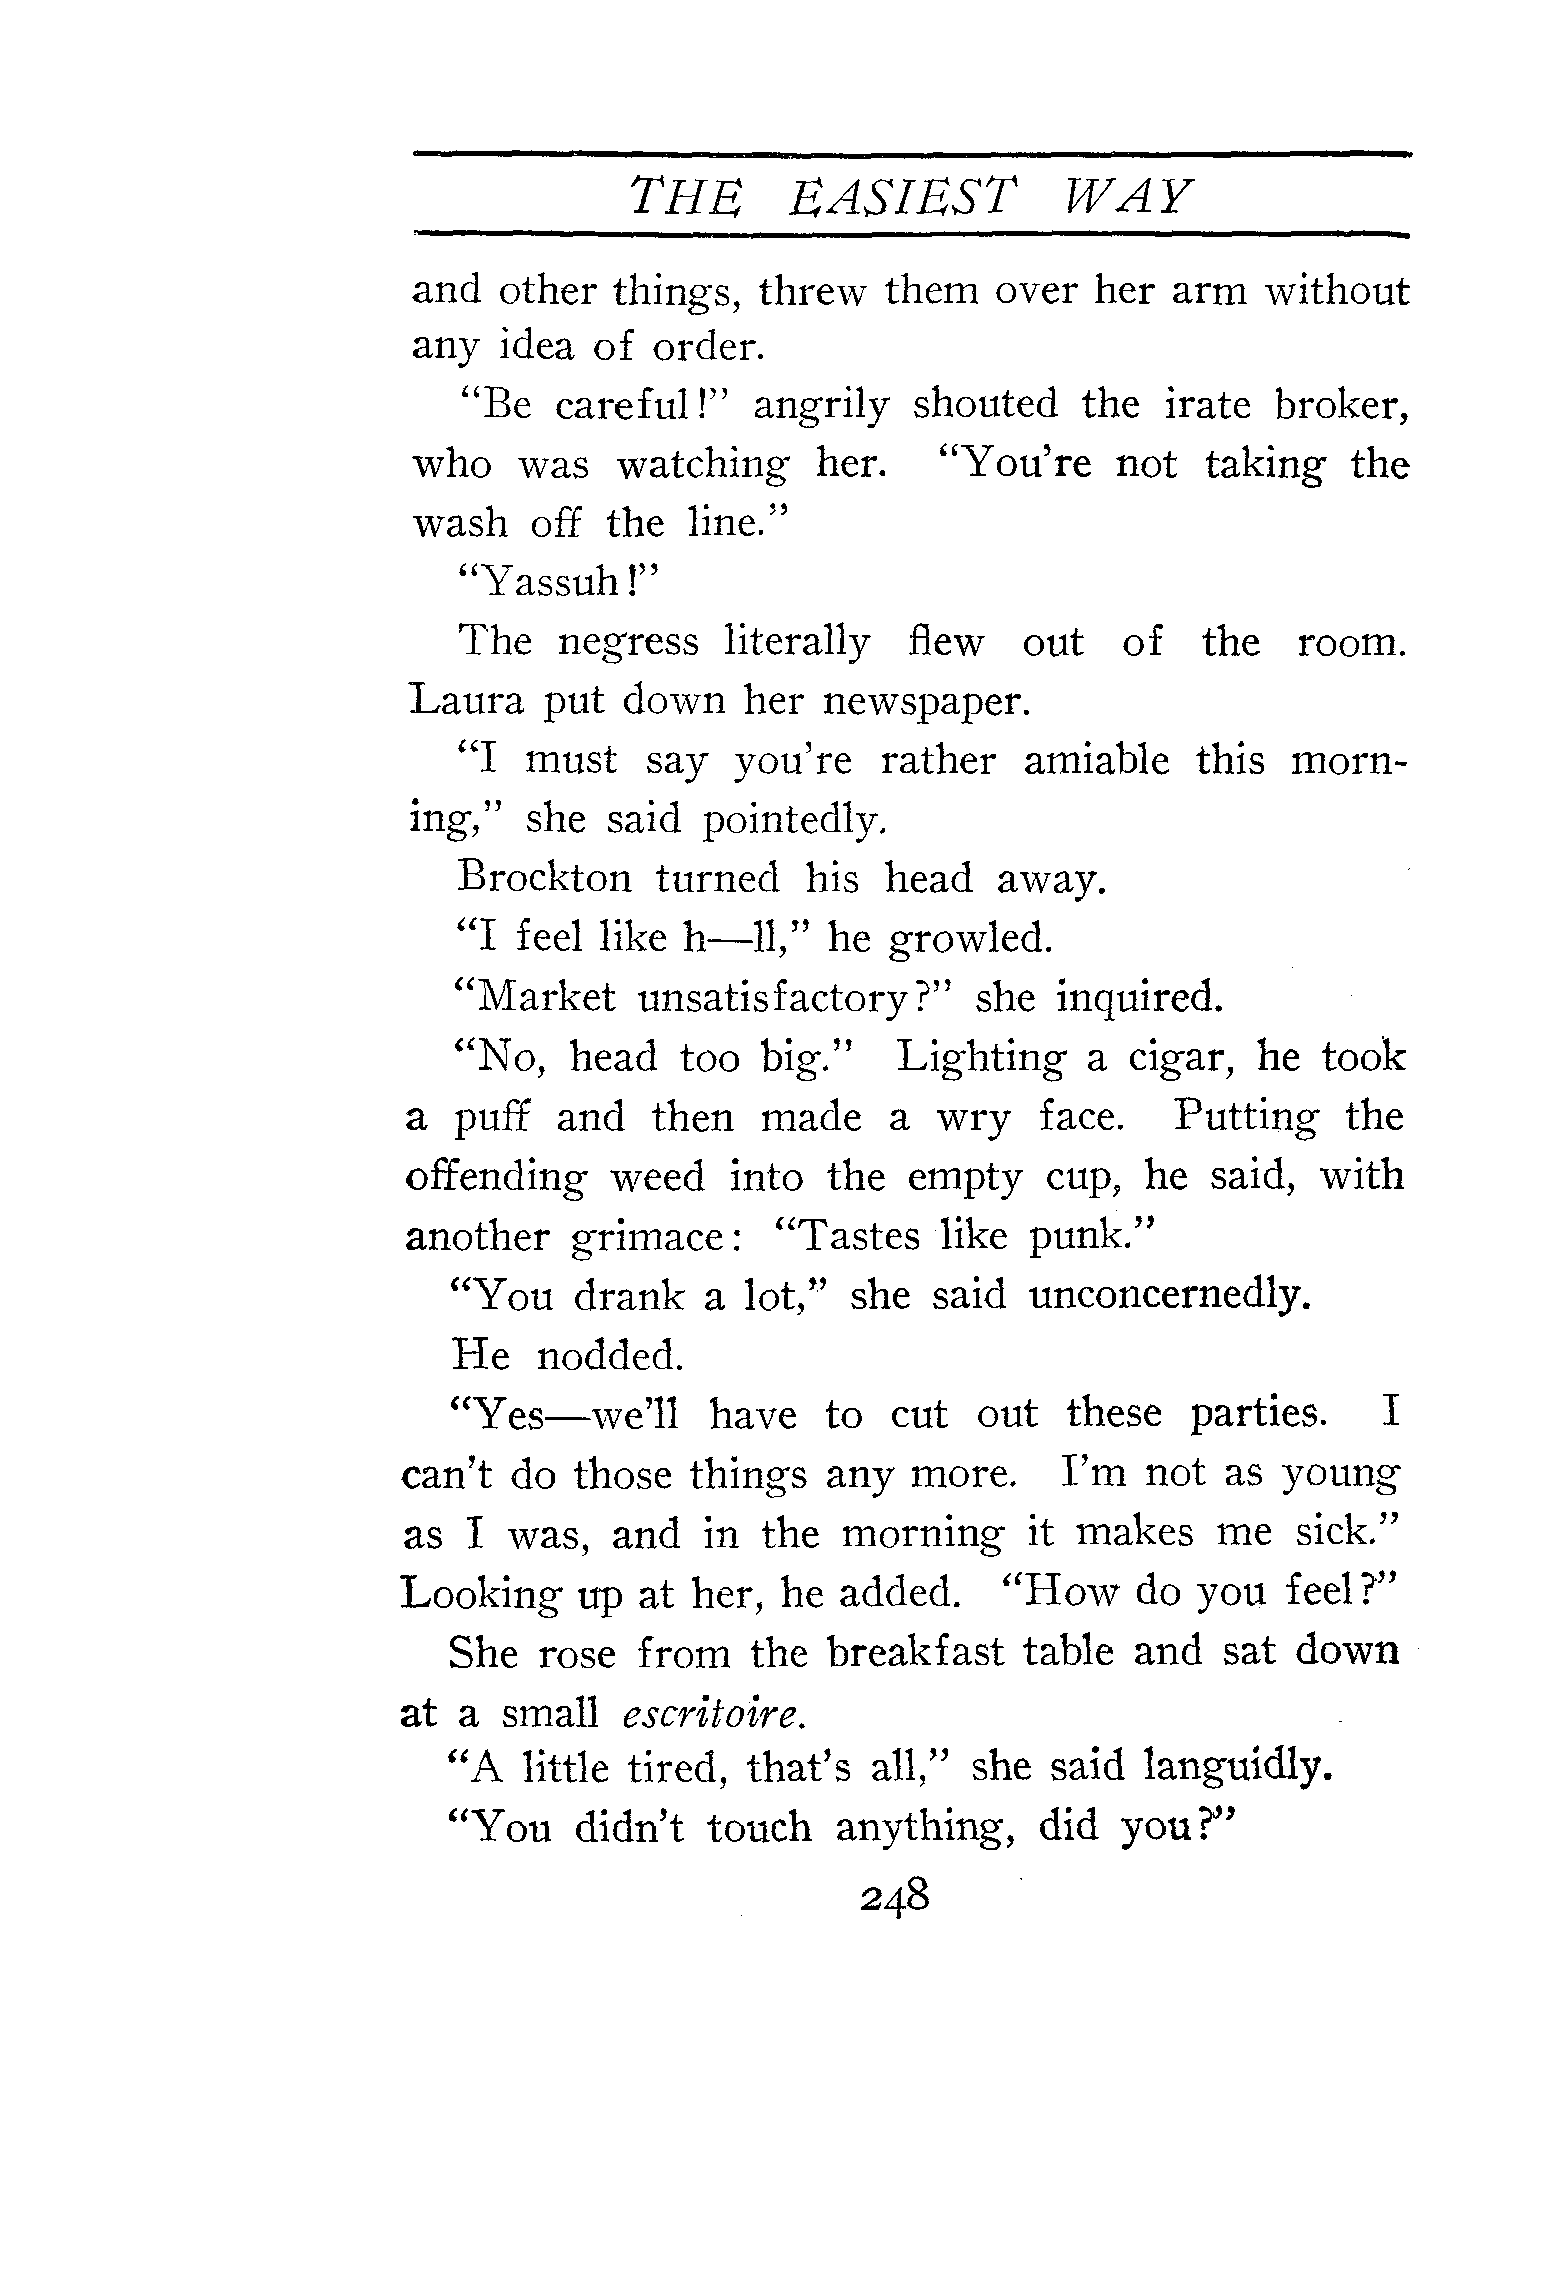 THE EASIEST WAY
and other things, threw them over her arm without
any idea of order.
“Be careful!” angrily shouted the irate broker,
who was watching her. “You’re not taking the
wash off the line.”
“Yassuh!”
The negress literally flew out of the room.
Laura put down her newspaper.
“I must say you’re rather amiable this morn-
ing,” she said pointedly.
Brockton turned his head away.
“I feel like h—ll,” he growled.
“Market unsatisfactory?” she inquired.
“No, head too big.” Lighting a cigar, he took
a puff and then made a wry face. Putting the
offending weed into the empty cup, he said, with
another grimace: “Tastes like punk.”
“You drank a lot,” she said unconcernedly.
He nodded.
“Yes—we’ll have to cut out these parties. I
can’t do those things any more. I’m not as young
as I was, and in the morning it makes me sick.”
Looking up at her, he added. “How do you feel?”
She rose from the breakfast table and sat down
at a small escritoire.
“A little tired, that’s all,” she said languidly.
“You didn’t touch anything, did you?”
248